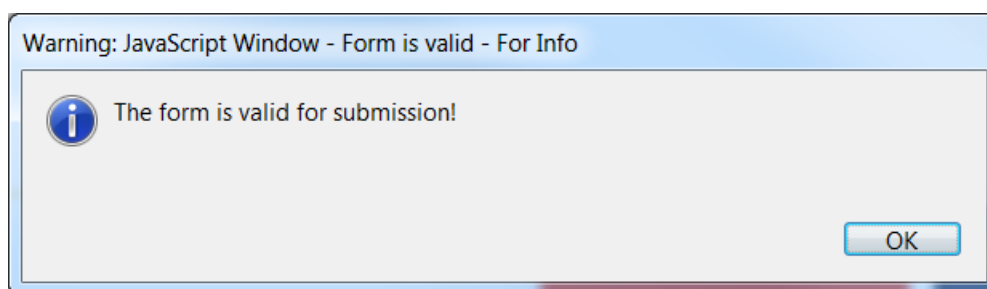 Warning: JavaScript Window - Form is valid - For Info
The form is valid for submission!
OK